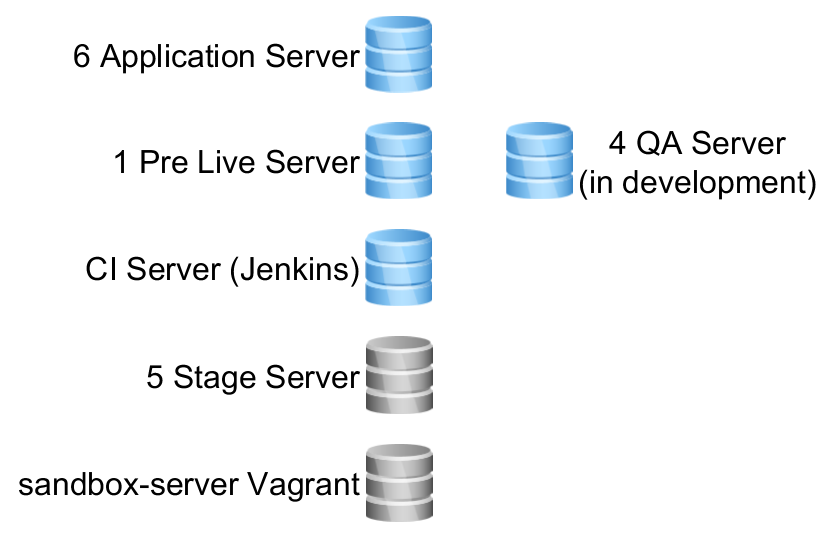 6 Application Server
1 Pre Live Server
4 QA Server
(in development)
CI Server (Jenkins)
5 Stage Server
sandbox-server Vagrant